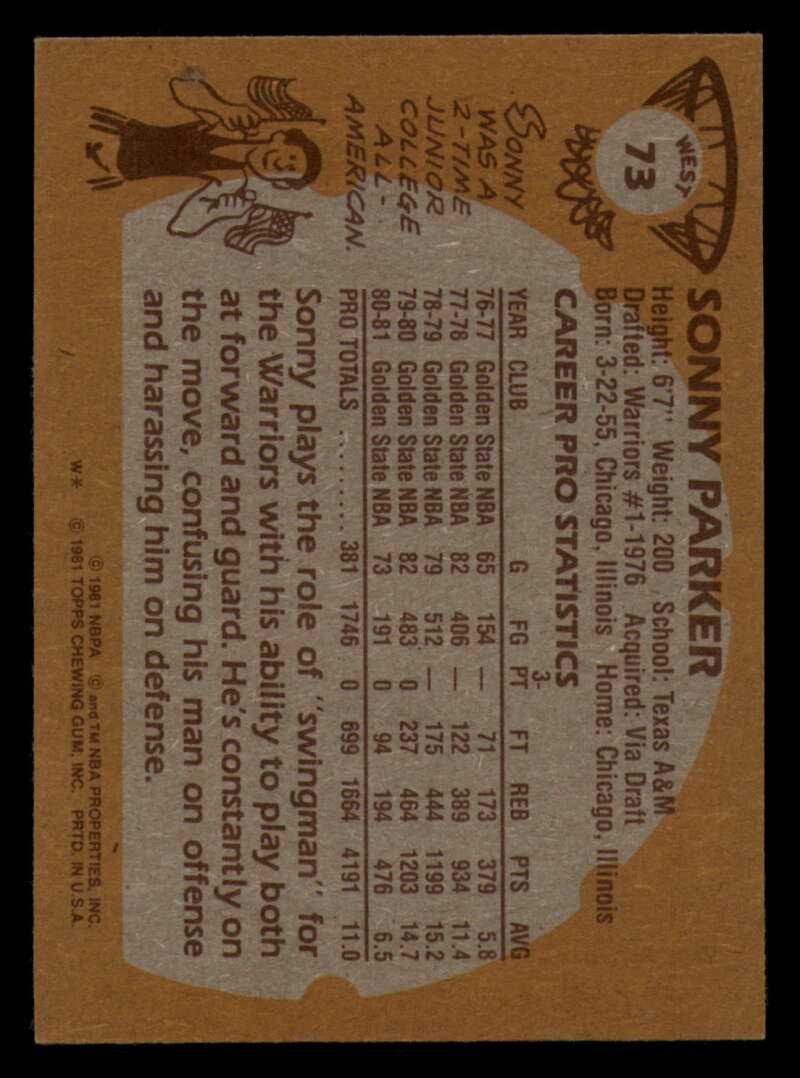 WEST
73
SONNY PARKER
Height: 6'7" Weight: 200 School: Texas A&M
Drafted: Warriors #1-1976 Acquired: Via Draft
Born: 3-22-55, Chicago, Illinois Home: Chicago, Illinois
CAREER PRO STATISTICS
YEAR CLUB G FG 3-PT FT REB PTS AVG
76-77 Golden State NBA 65 154 — 71 173 379 5.8
77-78 Golden State NBA 82 406 — 122 389 934 11.4
78-79 Golden State NBA 79 512 — 175 444 1199 15.2
79-80 Golden State NBA 82 483 0 237 464 1203 14.7
80-81 Golden State NBA 73 191 0 94 194 476 6.5
PRO TOTALS ......... 381 1746 0 699 1664 4191 11.0
SONNY
WAS A
2-TIME
JUNIOR
COLLEGE
ALL-
AMERICAN.
Sonny plays the role of "swingman" for
the Warriors with his ability to play both
at forward and guard. He's constantly on
the move, confusing his man on offense
and harassing him on defense.
© 1981 NBPA © and TM NBA PROPERTIES, INC.
W* © 1981 TOPPS CHEWING GUM, INC. PRTD. IN U.S.A.